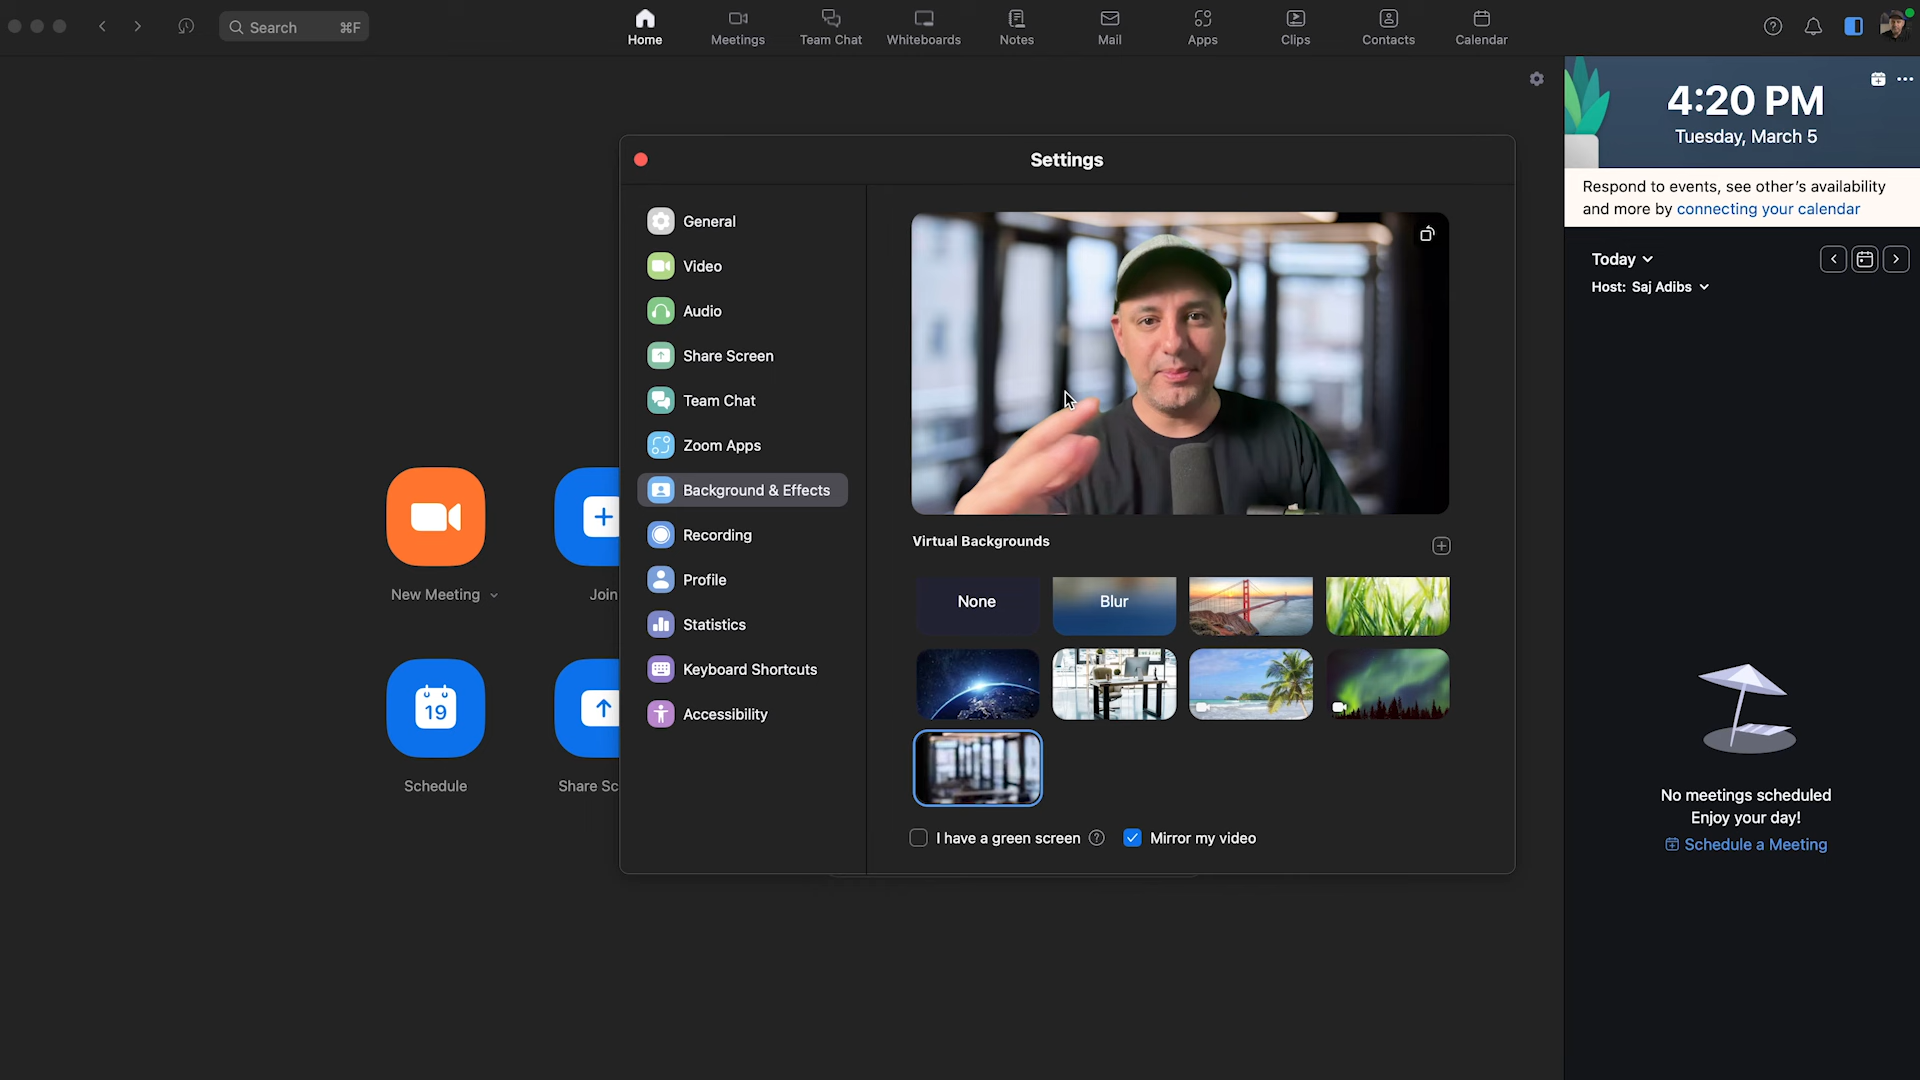 Search
⌘F
Home
Meetings
Team Chat
Whiteboards
Notes
Mail
Apps
Clips
Contacts
Calendar
Settings
General
Video
Audio
Share Screen
Team Chat
Zoom Apps
Background & Effects
Recording
Profile
Statistics
Keyboard Shortcuts
Accessibility
Virtual Backgrounds
None
Blur
I have a green screen
Mirror my video
New Meeting
Join
19
Schedule
Share Sc
4:20 PM
Tuesday, March 5
Respond to events, see other's availability
and more by connecting your calendar
Today
Host: Saj Adibs
No meetings scheduled
Enjoy your day!
Schedule a Meeting